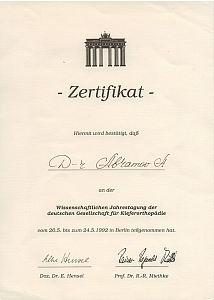 - Zertifikat -
Hiermit wird bestätigt, daß
D-r Abramov A
an der
Wissenschaftlichen Jahrestagung der
deutschen Gesellschaft für Kieferorthopädie
vom 20.5. bis zum 24.5.1992 in Berlin teilgenommen hat.
Doz. Dr. E. Hensel Prof. Dr. R.-R. Miethke